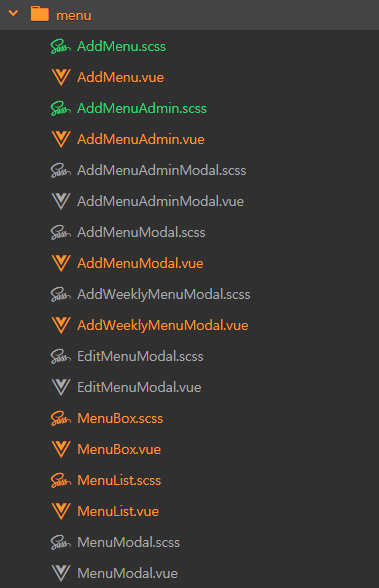 menu
AddMenu.scss
AddMenu.vue
AddMenuAdmin.scss
AddMenuAdmin.vue
AddMenuAdminModal.scss
AddMenuAdminModal.vue
AddMenuModal.scss
AddMenuModal.vue
AddWeeklyMenuModal.scss
AddWeeklyMenuModal.vue
EditMenuModal.scss
EditMenuModal.vue
MenuBox.scss
MenuBox.vue
MenuList.scss
MenuList.vue
MenuModal.scss
MenuModal.vue